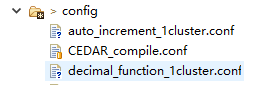 > config
auto_increment_1cluster.conf
CEDAR_compile.conf
decimal_function_1cluster.conf